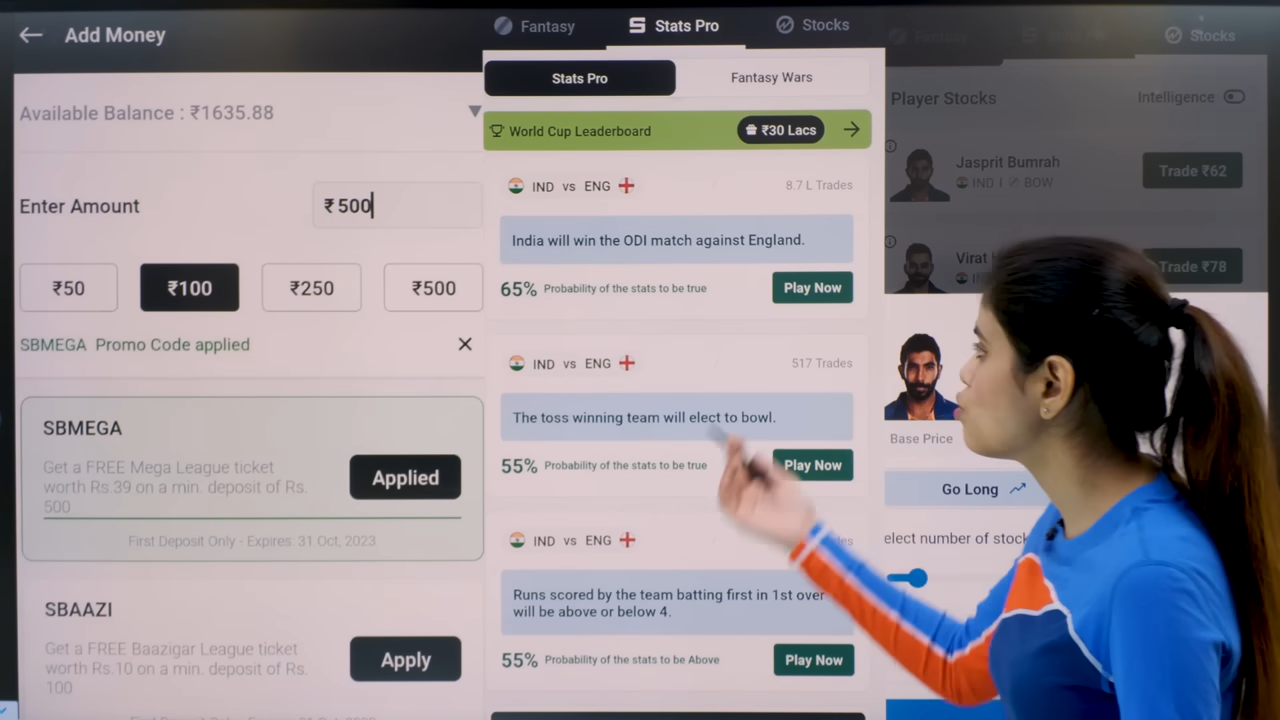 Add Money
Available Balance : ₹1635.88
Enter Amount
₹ 500
₹50
₹100
₹250
₹500
SBMEGA Promo Code applied
SBMEGA
Get a FREE Mega League ticket
worth Rs.39 on a min. deposit of Rs.
500
Applied
First Deposit Only - Expires: 31 Oct, 2023
SBAAZI
Get a FREE Baazigar League ticket
worth Rs.10 on a min. deposit of Rs.
100
Apply
Fantasy
Stats Pro
Stocks
Stats Pro
Fantasy Wars
World Cup Leaderboard
₹30 Lacs
IND vs ENG
8.7 L Trades
India will win the ODI match against England.
65% Probability of the stats to be true
Play Now
IND vs ENG
517 Trades
The toss winning team will elect to bowl.
55% Probability of the stats to be true
Play Now
IND vs ENG
Runs scored by the team batting first in 1st over
will be above or below 4.
55% Probability of the stats to be Above
Play Now
Fantasy
Stocks
Player Stocks
Intelligence
Jasprit Bumrah
IND | BOW
Trade ₹62
Virat
Trade ₹78
Base Price
Go Long
elect number of stock